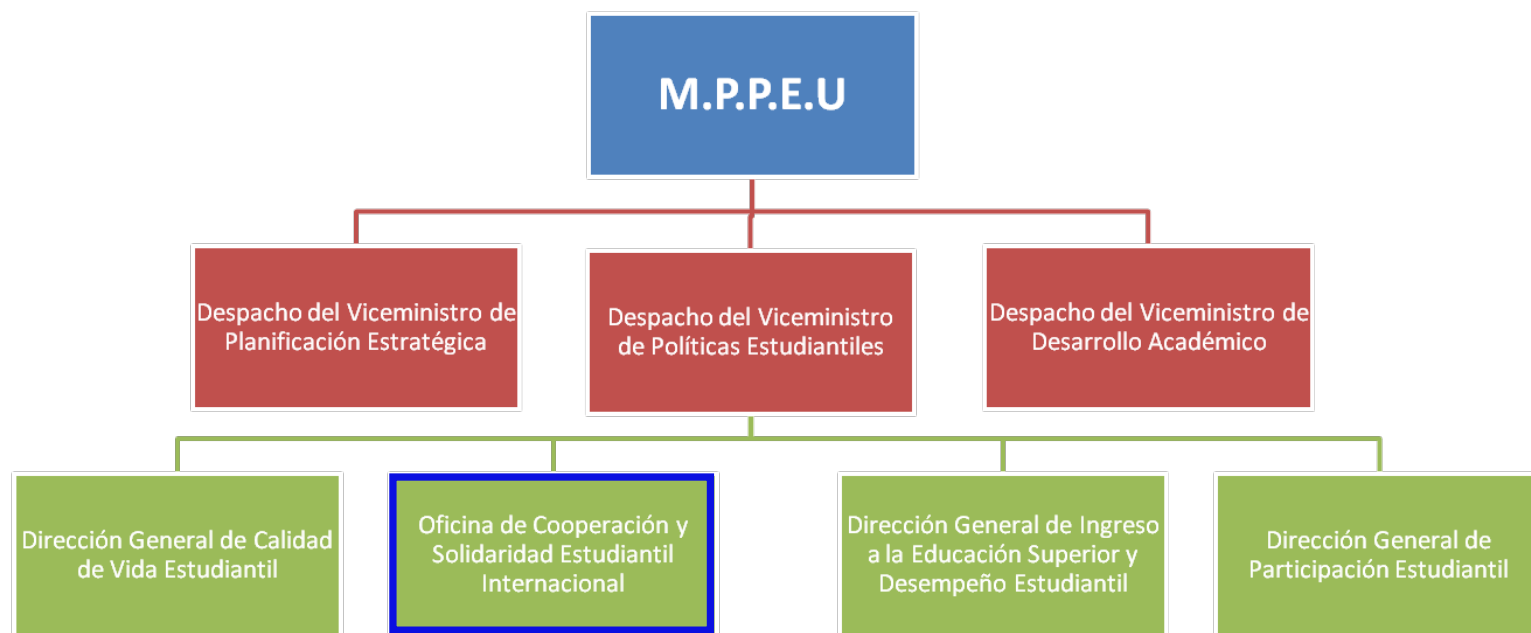 M.P.P.E.U
Despacho del Viceministro de
Planificación Estratégica
Despacho del Viceministro
de Políticas Estudiantiles
Despacho del Viceministro de
Desarrollo Académico
Dirección General de Calidad
de Vida Estudiantil
Oficina de Cooperación y
Solidaridad Estudiantil
Internacional
Dirección General de Ingreso
a la Educación Superior y
Desempeño Estudiantil
Dirección General de
Participación Estudiantil